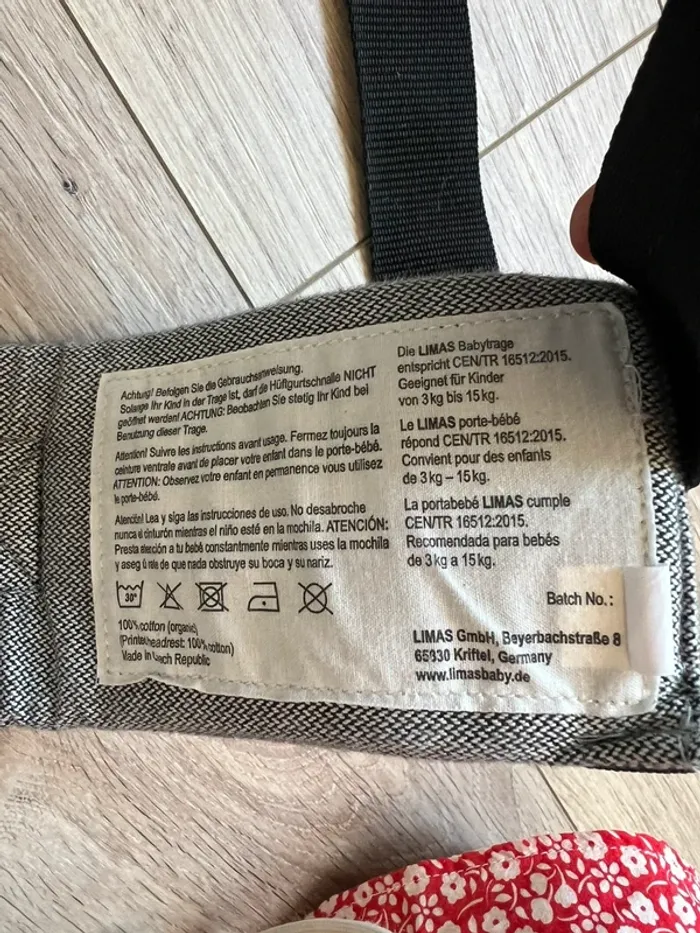 Achtung! Befolgen Sie die Gebrauchsanweisung.
Solange Ihr Kind in der Trage ist, darf die Hüftgurtschnalle NICHT
geöffnet werden! ACHTUNG: Beobachten Sie stetig Ihr Kind bei
Benutzung dieser Trage.
Attention! Suivre les instructions avant usage. Fermez toujours la
ceinture ventrale avant de placer votre enfant dans le porte-bébé.
ATTENTION: Observez votre enfant en permanence vous utilisez
le porte-bébé.
Atención! Lea y siga las instrucciones de uso. No desabroche
nunca el cinturón mientras el niño esté en la mochila. ATENCIÓN:
Presta atención a tu bebé constantemente mientras uses la mochila
y aseg de que nada obstruye su boca y su nariz.
30°
100% cotton (organic)
(Printed headrest: 100% cotton)
Made in Czech Republic
Die LIMAS Babytrage
entspricht CEN/TR 16512:2015.
Geeignet für Kinder
von 3 kg bis 15 kg.
Le LIMAS porte-bébé
répond CEN/TR 16512:2015.
Convient pour des enfants
de 3 kg – 15 kg.
La portabebé LIMAS cumple
CEN/TR 16512:2015.
Recomendada para bebés
de 3 kg a 15 kg.
Batch No.:
LIMAS GmbH, Beyerbachstraße 8
65830 Kriftel, Germany
www.limasbaby.de